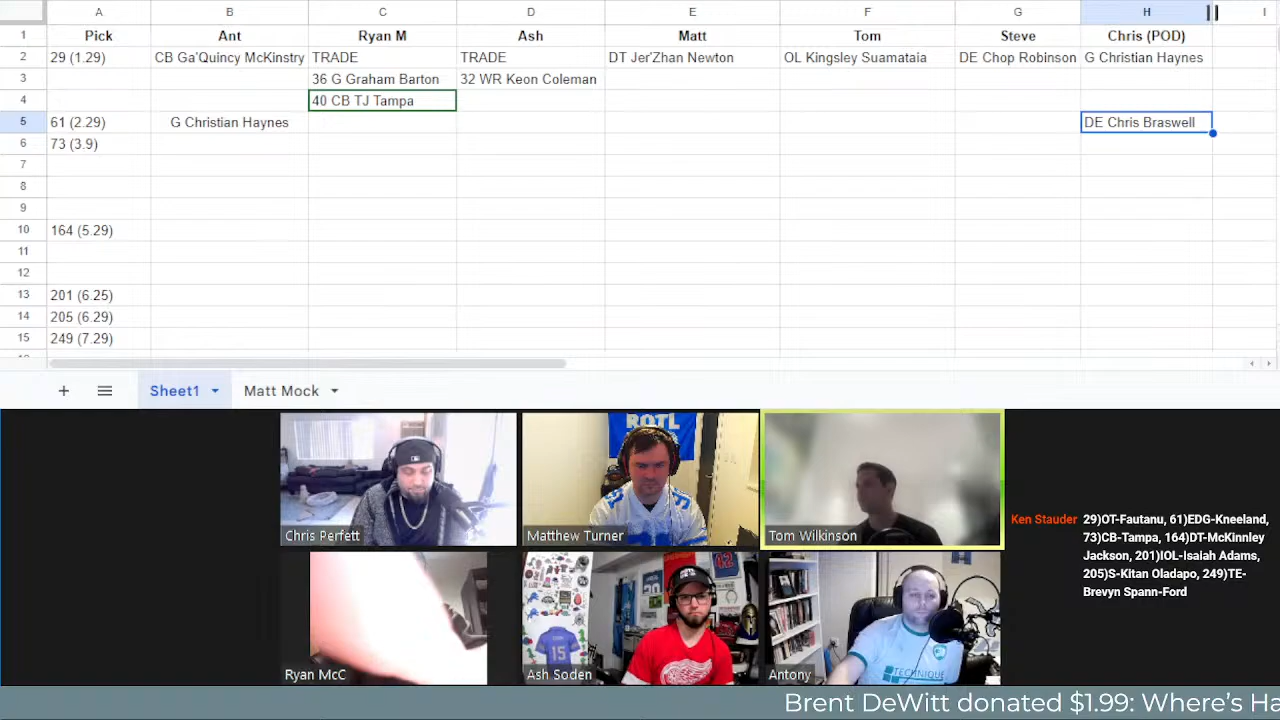 A B C D E F G H I
1 Pick Ant Ryan M Ash Matt Tom Steve Chris (POD)
2 29 (1.29) CB Ga'Quincy McKinstry TRADE TRADE DT Jer'Zhan Newton OL Kingsley Suamataia DE Chop Robinson G Christian Haynes
3 36 G Graham Barton 32 WR Keon Coleman
4 40 CB TJ Tampa
5 61 (2.29) G Christian Haynes DE Chris Braswell
6 73 (3.9)
7
8
9
10 164 (5.29)
11
12
13 201 (6.25)
14 205 (6.29)
15 249 (7.29)
+ Sheet1 Matt Mock
ROTL
Chris Perfett
Matthew Turner
Tom Wilkinson
Ken Stauder 29)OT-Fautanu, 61)EDG-Kneeland,
73)CB-Tampa, 164)DT-McKinnley
Jackson, 201)IOL-Isaiah Adams,
205)S-Kitan Oladapo, 249)TE-
Brevyn Spann-Ford
42
15
TECHNIQUE
Ryan McC
Ash Soden
Antony
Brent DeWitt donated $1.99: Where's Ha